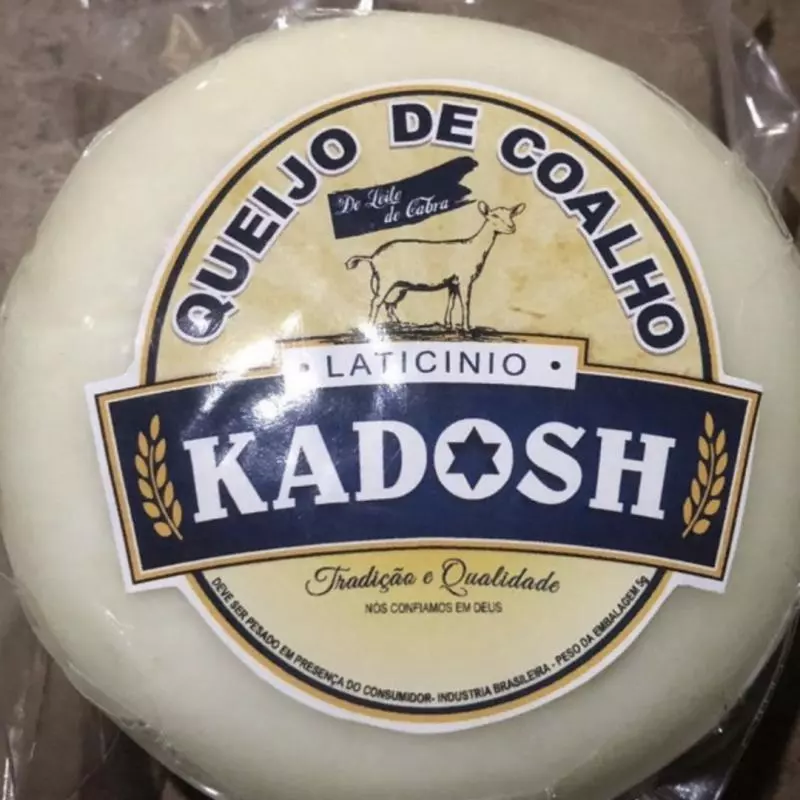 QUEIJO DE COALHO
De Leite
de Cabra
• LATICINIO •
KADOSH
Tradição e Qualidade
NÓS CONFIAMOS EM DEUS
DEVE SER PESADO EM PRESENÇA DO CONSUMIDOR- INDUSTRIA BRASILEIRA - PESO DA EMBALAGEM 5g